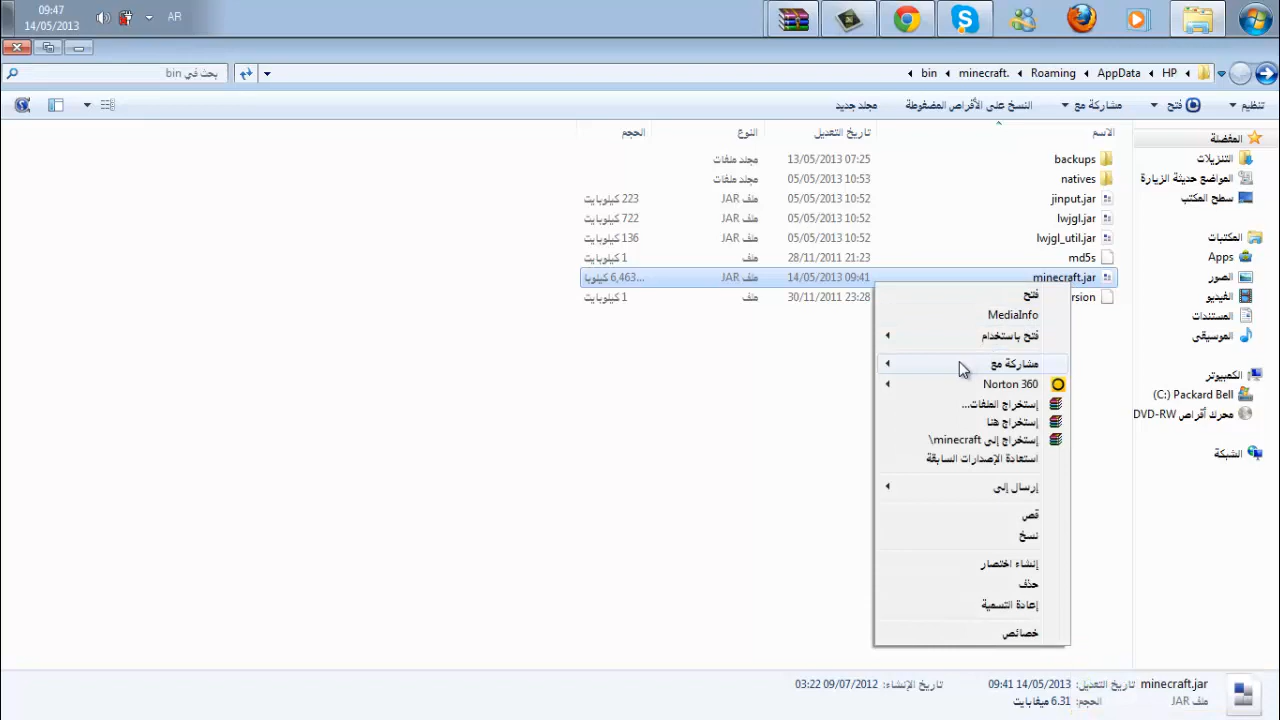 09:47
14/05/2013
AR
HP
AppData
Roaming
minecraft.
bin
بحث في bin
تنظيم
فتح
مشاركة مع
النسخ على الأقراص المضغوطة
مجلد جديد
المفضلة
التنزيلات
المواضع حديثة الزيارة
سطح المكتب
المكتبات
Apps
الصور
الفيديو
المستندات
الموسيقى
الكمبيوتر
Packard Bell (C:)
محرك أقراص DVD-RW
الشبكة
الاسم تاريخ التعديل النوع الحجم
backups 13/05/2013 07:25 مجلد ملفات
natives 05/05/2013 10:53 مجلد ملفات
jinput.jar 05/05/2013 10:52 ملف JAR 223 كيلوبايت
lwjgl.jar 05/05/2013 10:52 ملف JAR 722 كيلوبايت
lwjgl_util.jar 05/05/2013 10:52 ملف JAR 136 كيلوبايت
md5s 28/11/2011 21:23 ملف 1 كيلوبايت
minecraft.jar 14/05/2013 09:41 ملف JAR 6,463 كيلوبا...
ersion 30/11/2011 23:28 ملف 1 كيلوبايت
فتح
MediaInfo
فتح باستخدام
مشاركة مع
Norton 360
إستخراج الملفات...
إستخراج هنا
إستخراج إلى minecraft\
استعادة الإصدارات السابقة
إرسال إلى
قص
نسخ
إنشاء اختصار
حذف
إعادة التسمية
خصائص
minecraft.jar تاريخ التعديل: 14/05/2013 09:41 تاريخ الإنشاء: 09/07/2012 03:22
ملف JAR الحجم: 6.31 ميغابايت